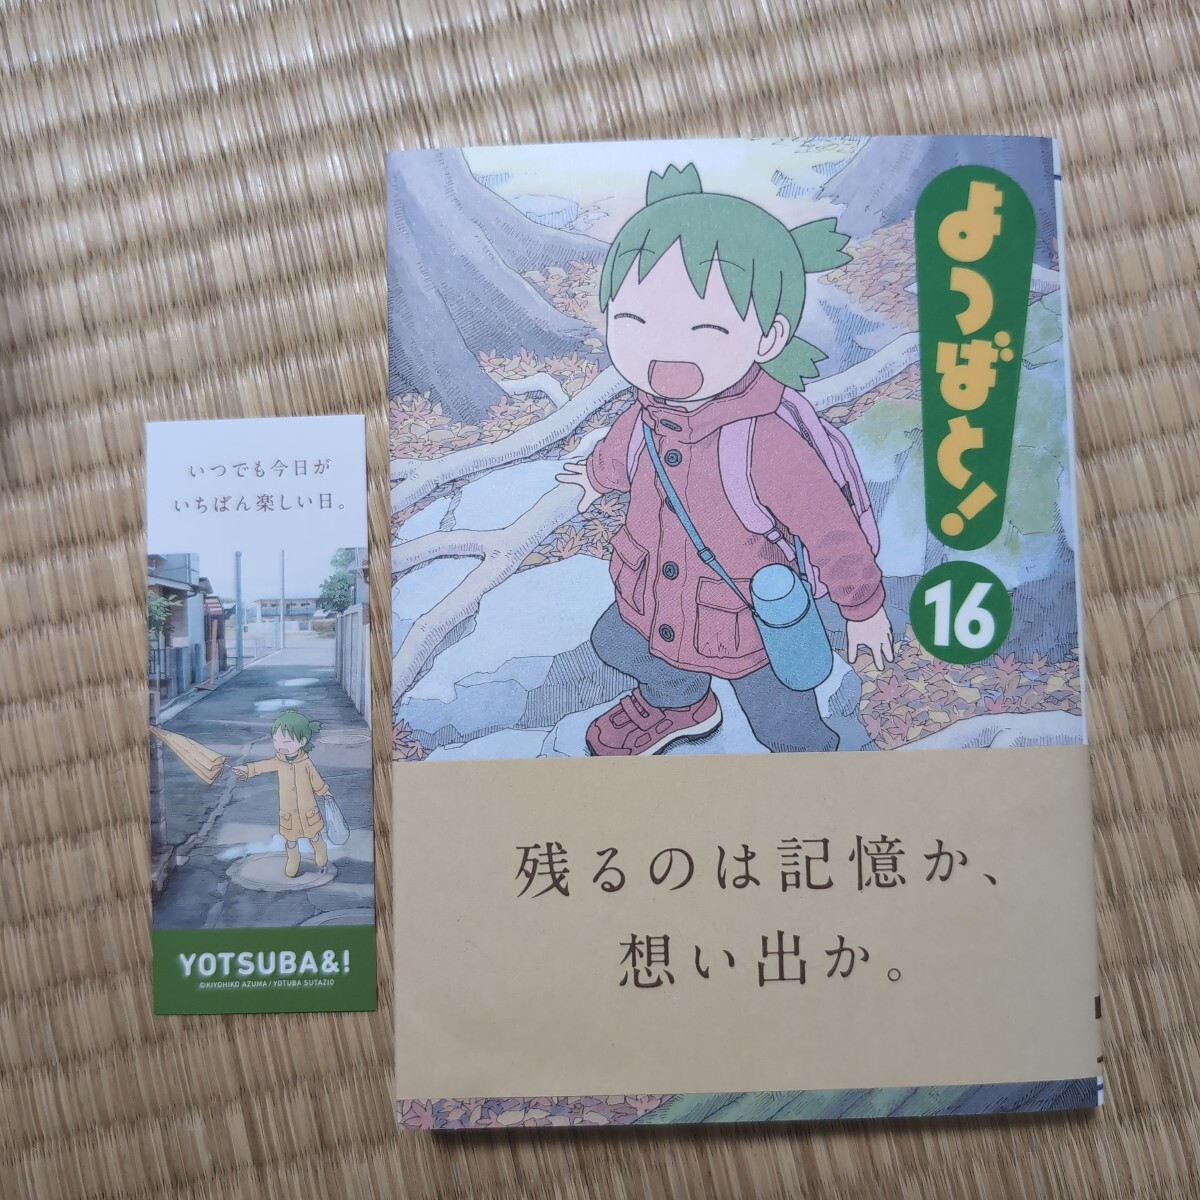 いつでも今日が
いちばん楽しい日。
YOTSUBA&!
©KIYOHIKO AZUMA / YOTUBA SUTAZIO
よつばと!
16
残るのは記憶か、
想い出か。